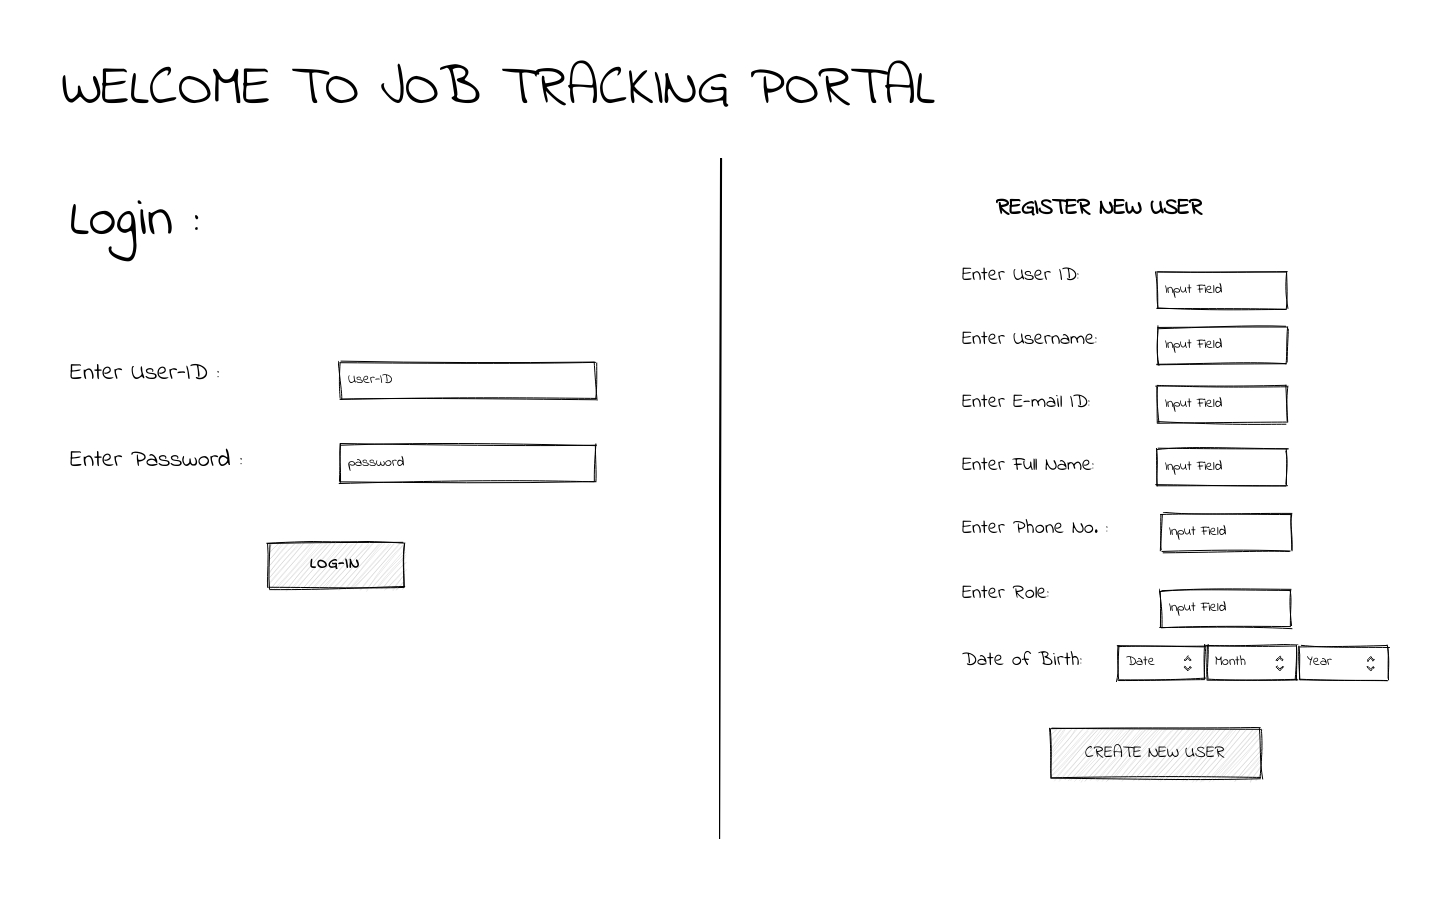 WELCOME TO JOB TRACKING PORTAL
Login :
Enter User-ID :
User-ID
Enter Password :
password
LOG-IN
REGISTER NEW USER
Enter User ID:
Input Field
Enter Username:
Input Field
Enter E-mail ID:
Input Field
Enter Full Name:
Input Field
Enter Phone No. :
Input Field
Enter Role:
Input Field
Date of Birth:
Date
Month
Year
CREATE NEW USER